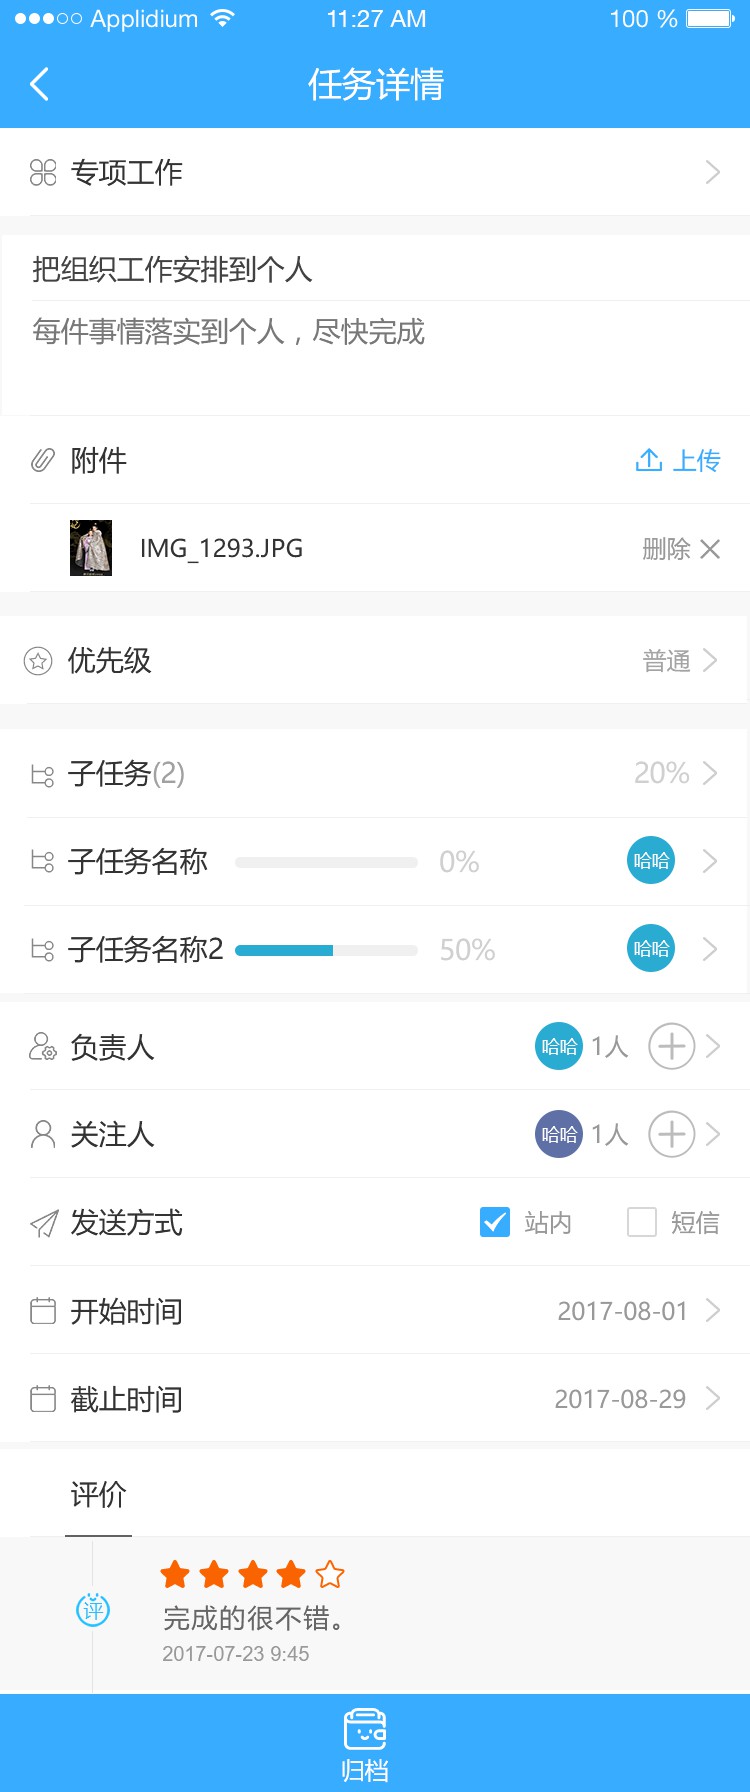 Applidium 11:27 AM 100 %
任务详情
专项工作
把组织工作安排到个人
每件事情落实到个人，尽快完成
附件 上传
IMG_1293.JPG 删除
优先级 普通
子任务(2) 20%
子任务名称 0% 哈哈
子任务名称2 50% 哈哈
负责人 哈哈 1人
关注人 哈哈 1人
发送方式 站内 短信
开始时间 2017-08-01
截止时间 2017-08-29
评价
评
完成的很不错。
2017-07-23 9:45
归档